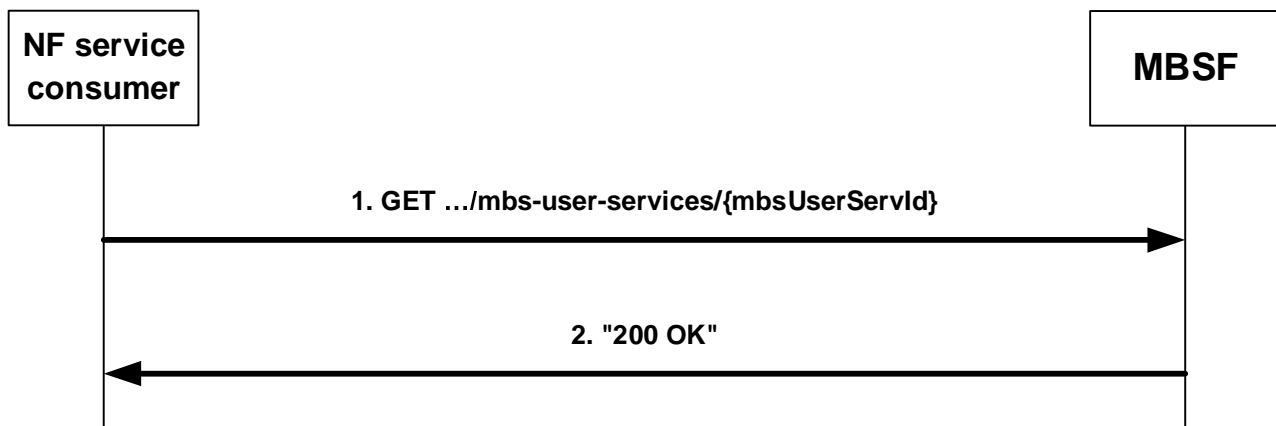 NF service
consumer
MBSF
1. GET …/mbs-user-services/{mbsUserServId}
2. "200 OK"